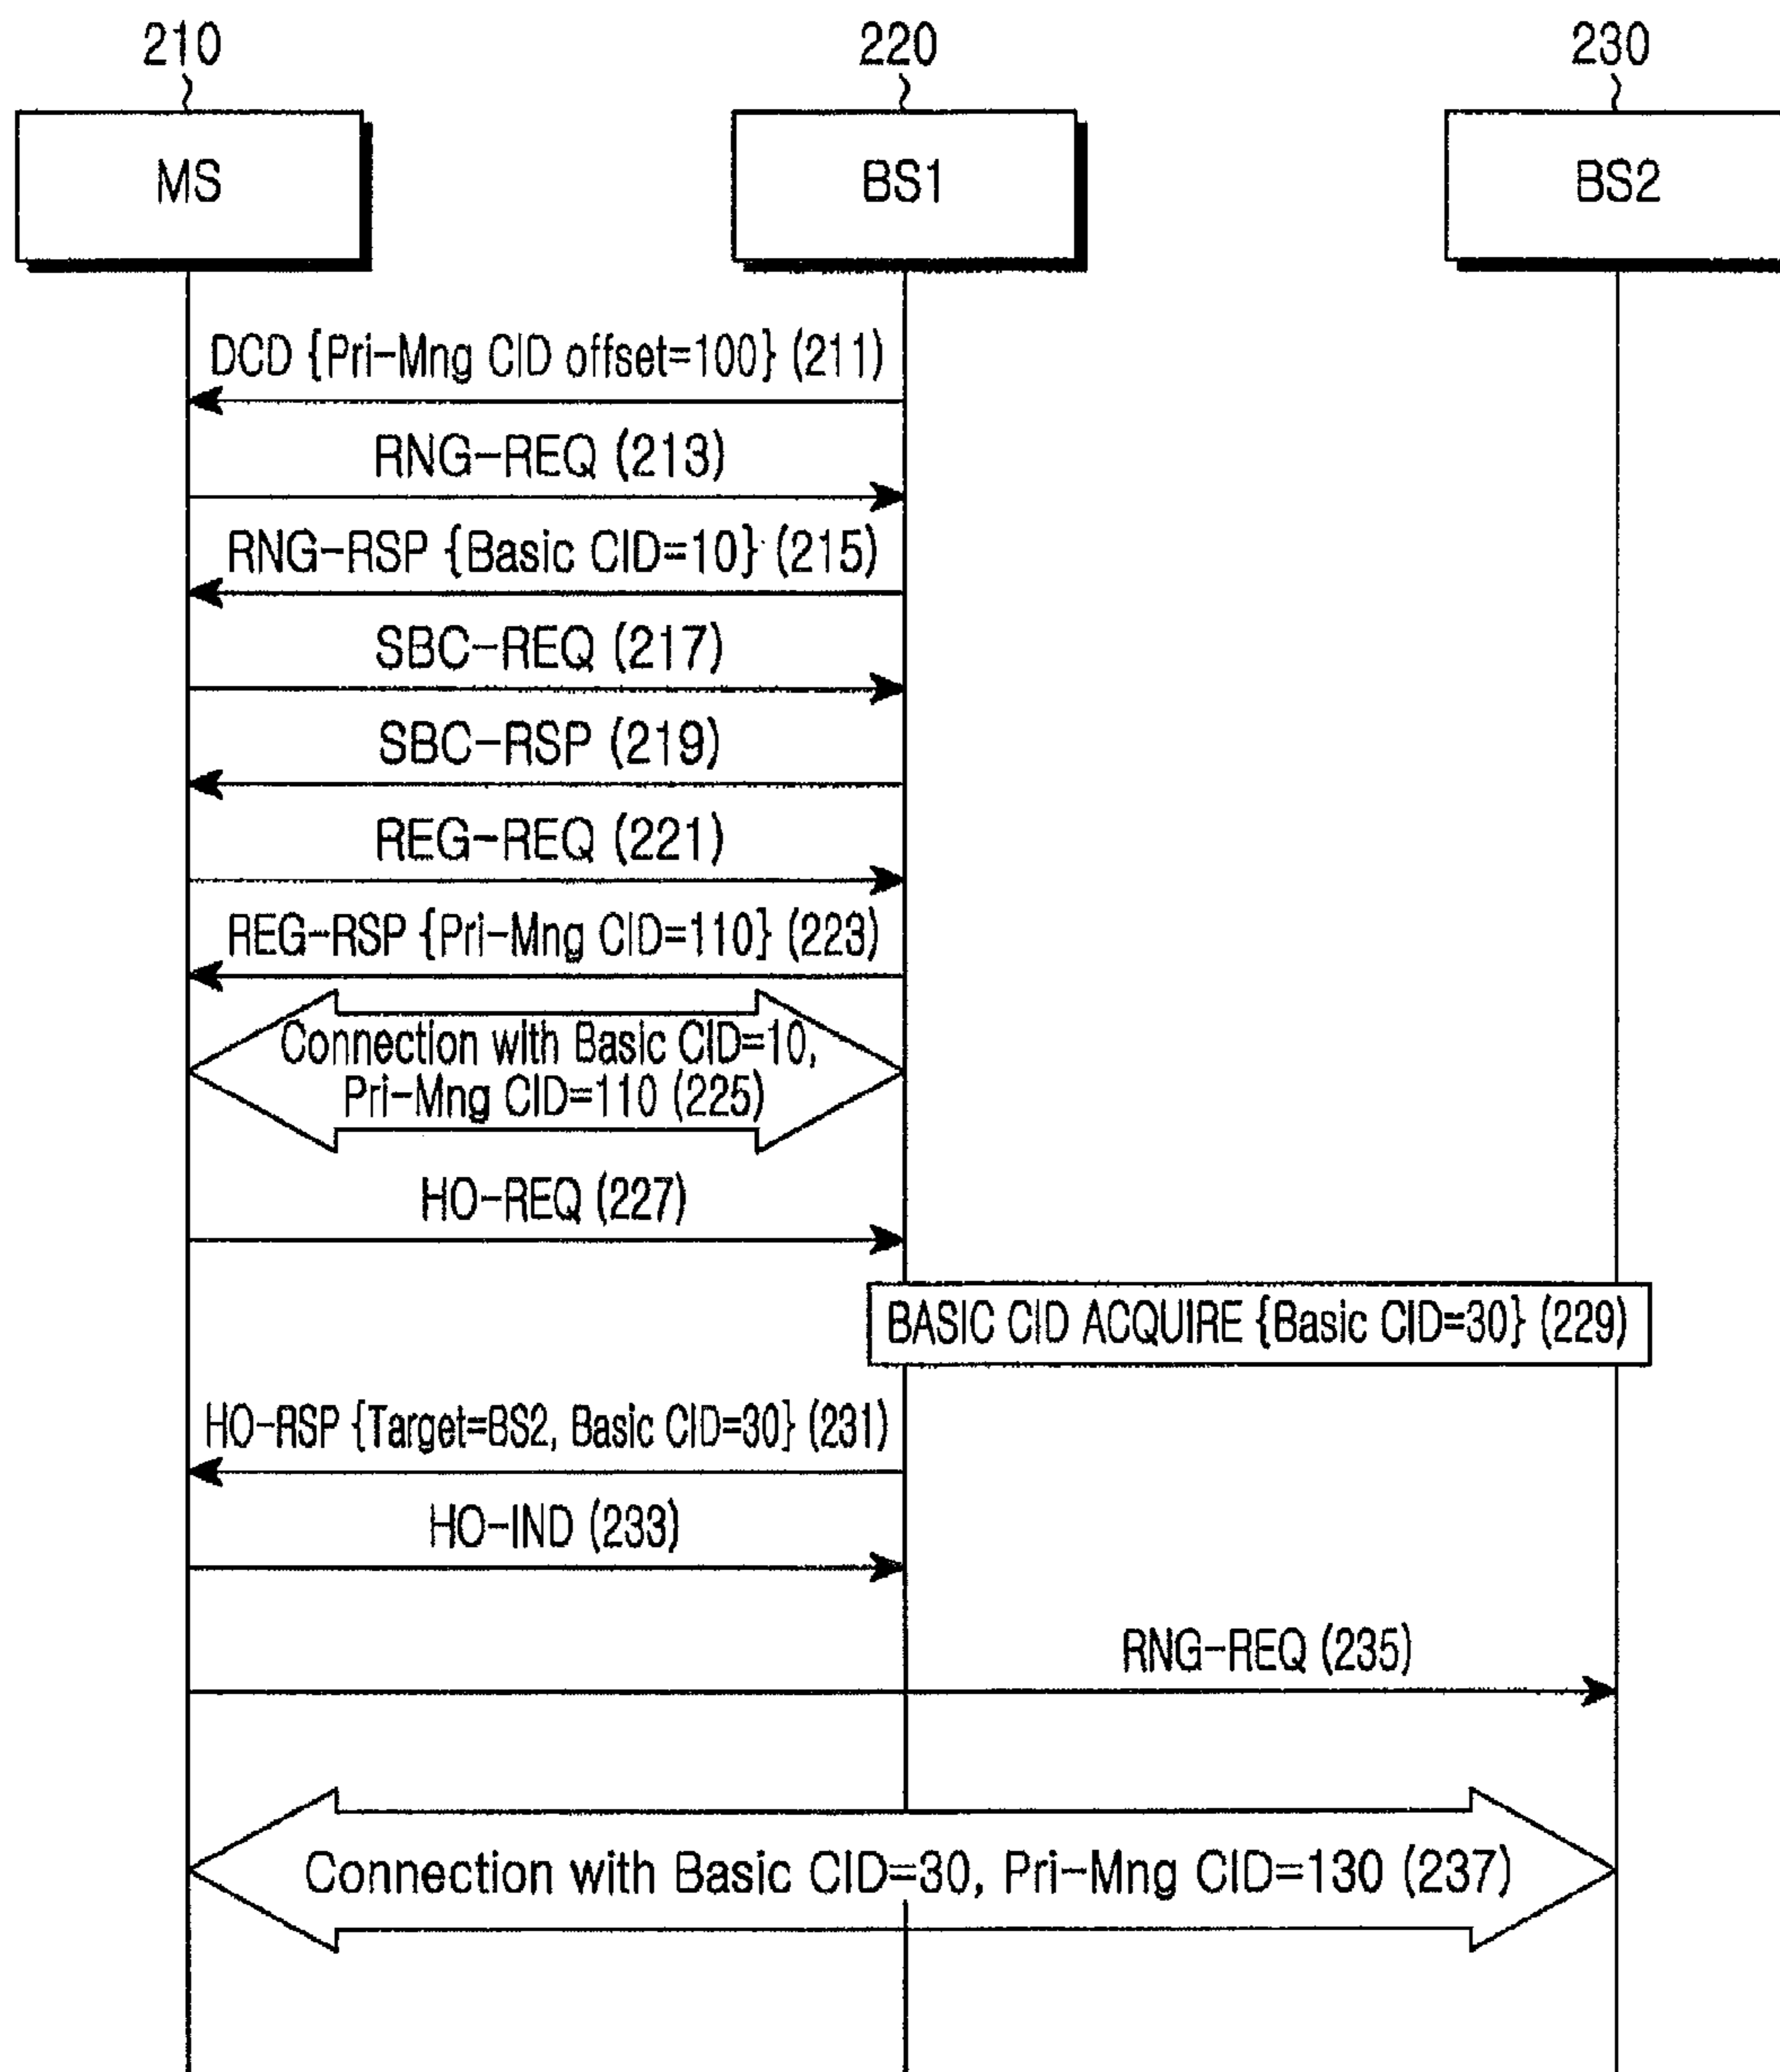 210
220
230
MS
BS1
BS2
DCD {Pri-Mng CID offset=100} (211)
RNG-REQ (213)
RNG-RSP {Basic CID=10} (215)
SBC-REQ (217)
SBC-RSP (219)
REG-REQ (221)
REG-RSP {Pri-Mng CID=110} (223)
Connection with Basic CID=10,
Pri-Mng CID=110 (225)
HO-REQ (227)
BASIC CID ACQUIRE {Basic CID=30} (229)
HO-RSP {Target=BS2, Basic CID=30} (231)
HO-IND (233)
RNG-REQ (235)
Connection with Basic CID=30, Pri-Mng CID=130 (237)